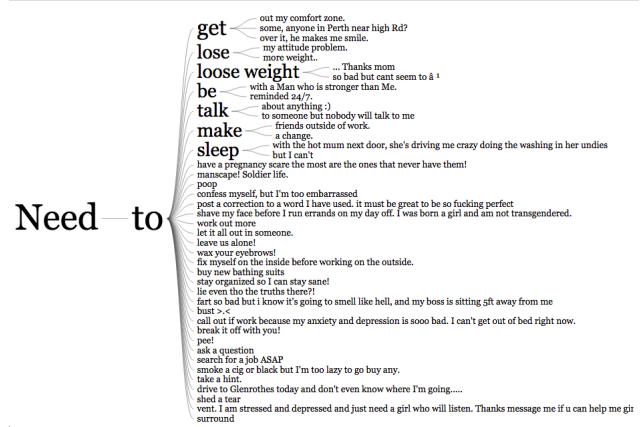 Need to
get
out my comfort zone.
some, anyone in Perth near high Rd?
over it, he makes me smile.
lose
my attitude problem.
more weight..
loose weight
... Thanks mom
so bad but cant seem to â ¹
be
with a Man who is stronger than Me.
reminded 24/7.
talk
about anything :)
to someone but nobody will talk to me
make
friends outside of work.
a change.
sleep
with the hot mum next door, she's driving me crazy doing the washing in her undies
but I can't
have a pregnancy scare the most are the ones that never have them!
manscape! Soldier life.
poop
confess myself, but I'm too embarrassed
post a correction to a word I have used. it must be great to be so fucking perfect
shave my face before I run errands on my day off. I was born a girl and am not transgendered.
work out more
let it all out in someone.
leave us alone!
wax your eyebrows!
fix myself on the inside before working on the outside.
buy new bathing suits
stay organized so I can stay sane!
lie even tho the truths there?!
fart so bad but i know it's going to smell like hell, and my boss is sitting 5ft away from me
bust >.<
call out if work because my anxiety and depression is sooo bad. I can't get out of bed right now.
break it off with you!
pee!
ask a question
search for a job ASAP
smoke a cig or black but I'm too lazy to go buy any.
take a hint.
drive to Glenrothes today and don't even know where I'm going.....
shed a tear
vent. I am stressed and depressed and just need a girl who will listen. Thanks message me if u can help me gir
surround